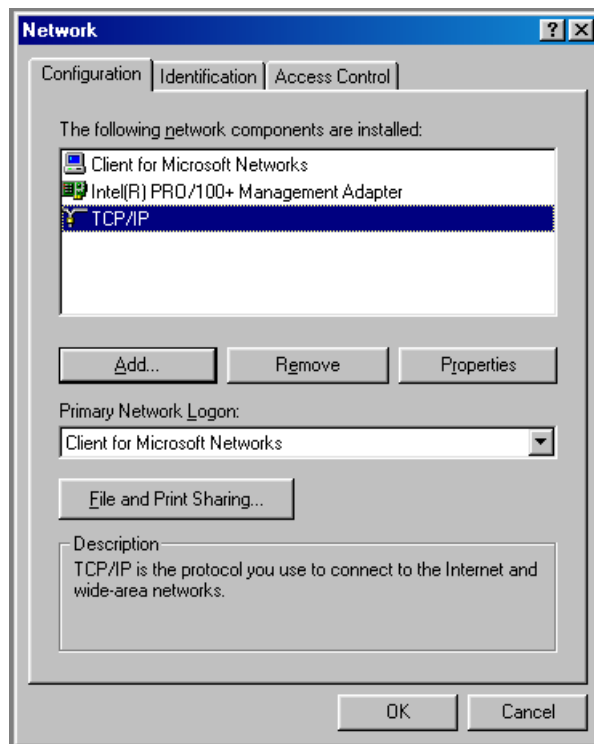 Network
Configuration Identification Access Control
The following network components are installed:
Client for Microsoft Networks
Intel(R) PRO/100+ Management Adapter
TCP/IP
Add... Remove Properties
Primary Network Logon:
Client for Microsoft Networks
File and Print Sharing...
Description
TCP/IP is the protocol you use to connect to the Internet and
wide-area networks.
OK Cancel